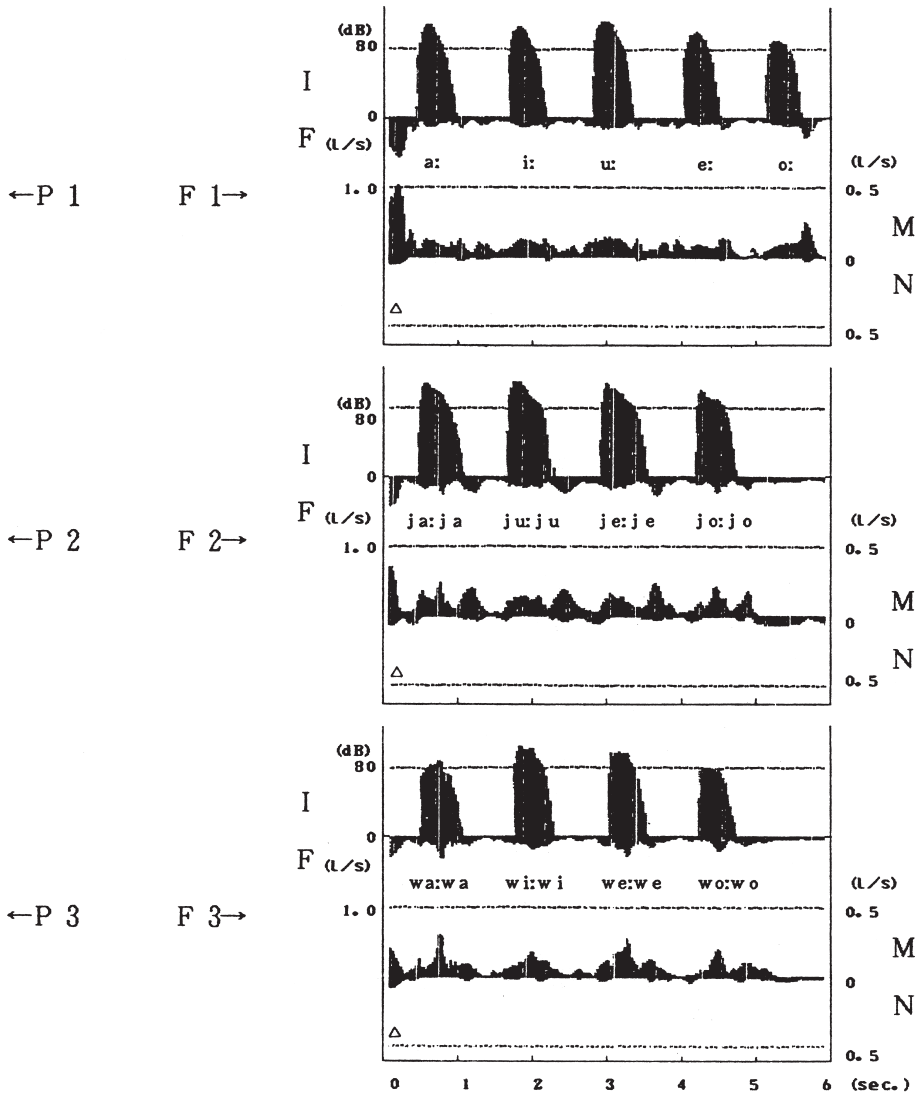 (dB)
80
I
0
F (l/s)
a: i: u: e: o: (l/s)
←P 1 F 1→ 1.0 0.5
M
0
N
△
0.5
(dB)
80
I
0
F (l/s)
ja:ja ju:ju je:je jo:jo (l/s)
←P 2 F 2→ 1.0 0.5
M
0
N
△
0.5
(dB)
80
I
0
F (l/s)
wa:wa wi:wi we:we wo:wo (l/s)
←P 3 F 3→ 1.0 0.5
M
0
N
△
0.5
0 1 2 3 4 5 6 (sec.)